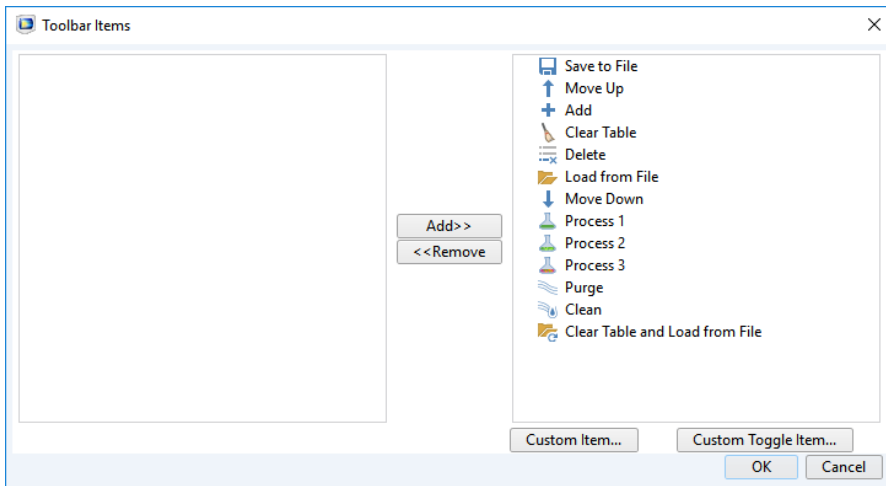 Toolbar Items
Save to File
Move Up
Add
Clear Table
Delete
Load from File
Move Down
Add>>
Process 1
<<Remove
Process 2
Process 3
Purge
Clean
Clear Table and Load from File
Custom Item...
Custom Toggle Item...
OK
Cancel